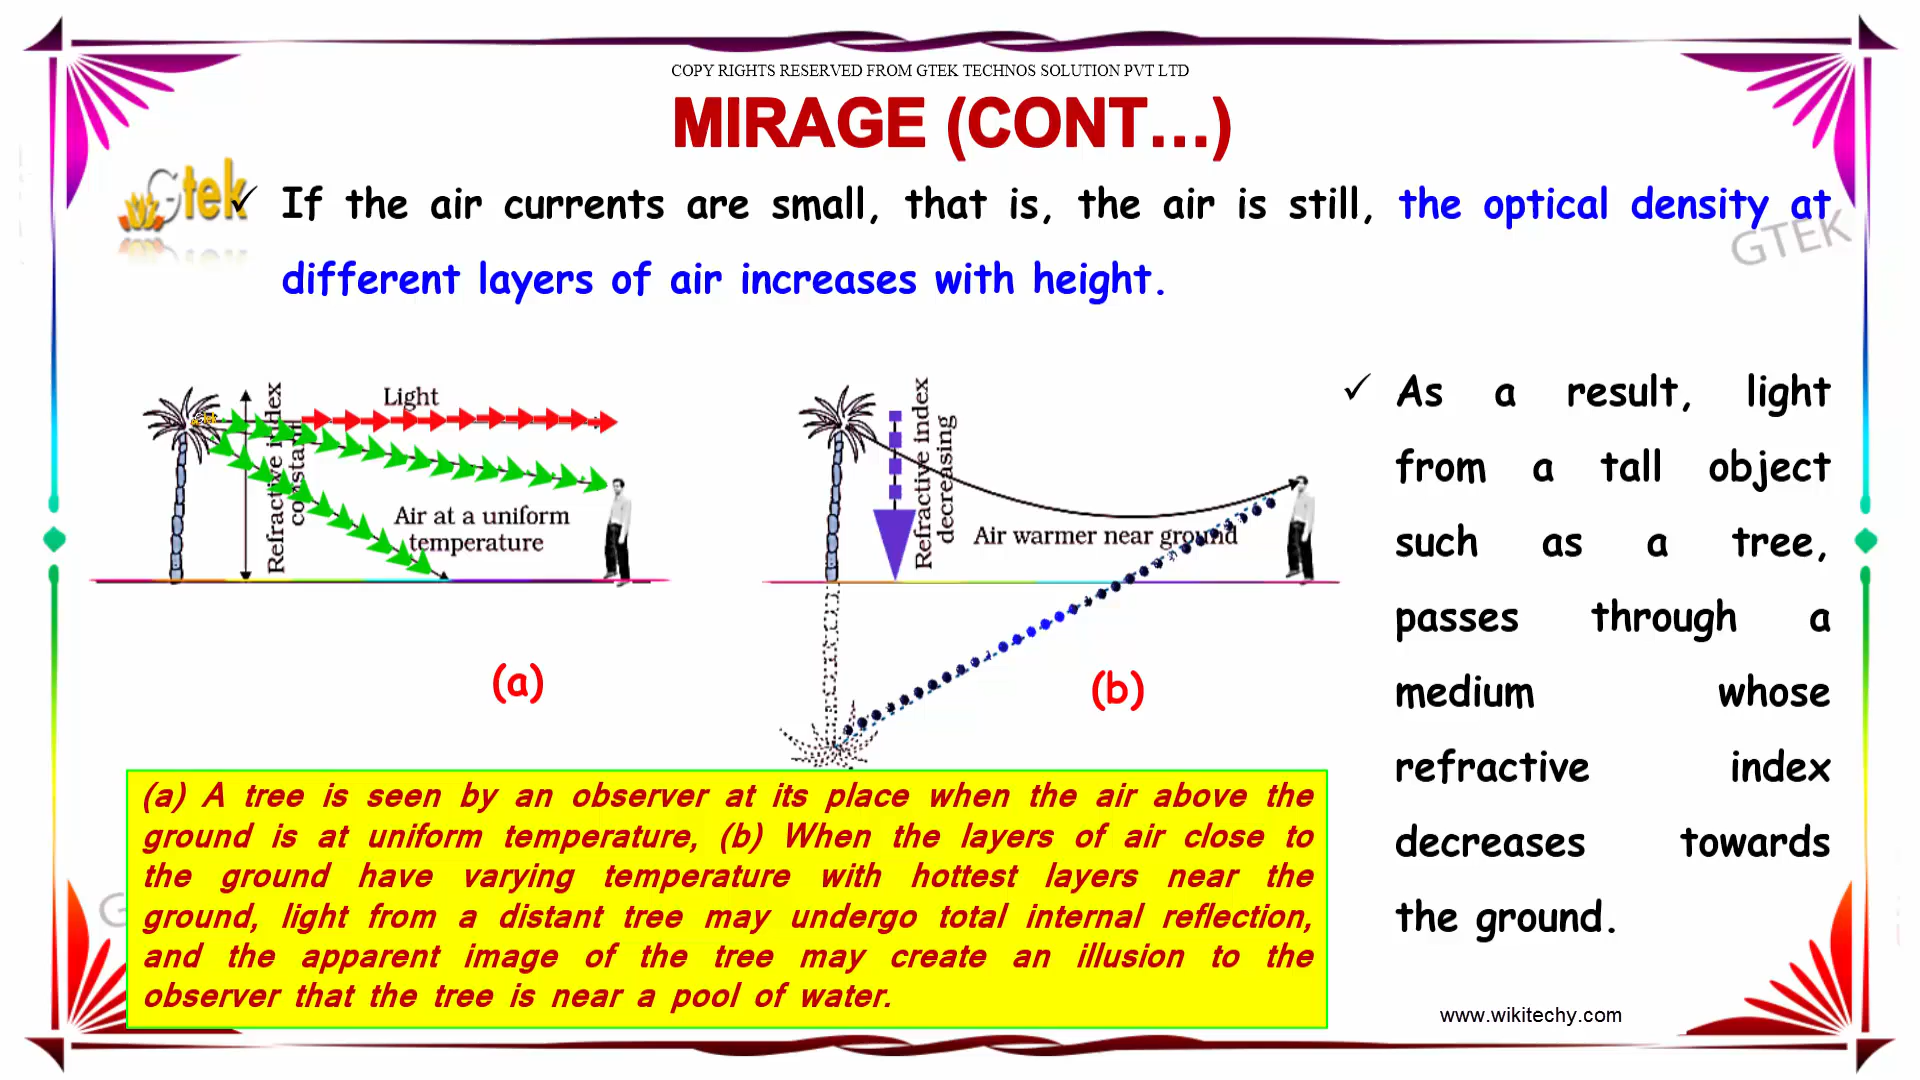 COPY RIGHTS RESERVED FROM GTEK TECHNOS SOLUTION PVT LTD
MIRAGE (CONT...)
Gtek
✓ If the air currents are small, that is, the air is still, the optical density at
GTEK
different layers of air increases with height.
Light
Refractive index
constant
Air at a uniform
temperature
(a)
Refractive index
decreasing
Air warmer near ground
(b)
✓ As a result, light
from a tall object
such as a tree,
passes through a
medium whose
refractive index
decreases towards
the ground.
(a) A tree is seen by an observer at its place when the air above the
ground is at uniform temperature, (b) When the layers of air close to
the ground have varying temperature with hottest layers near the
ground, light from a distant tree may undergo total internal reflection,
and the apparent image of the tree may create an illusion to the
observer that the tree is near a pool of water.
www.wikitechy.com